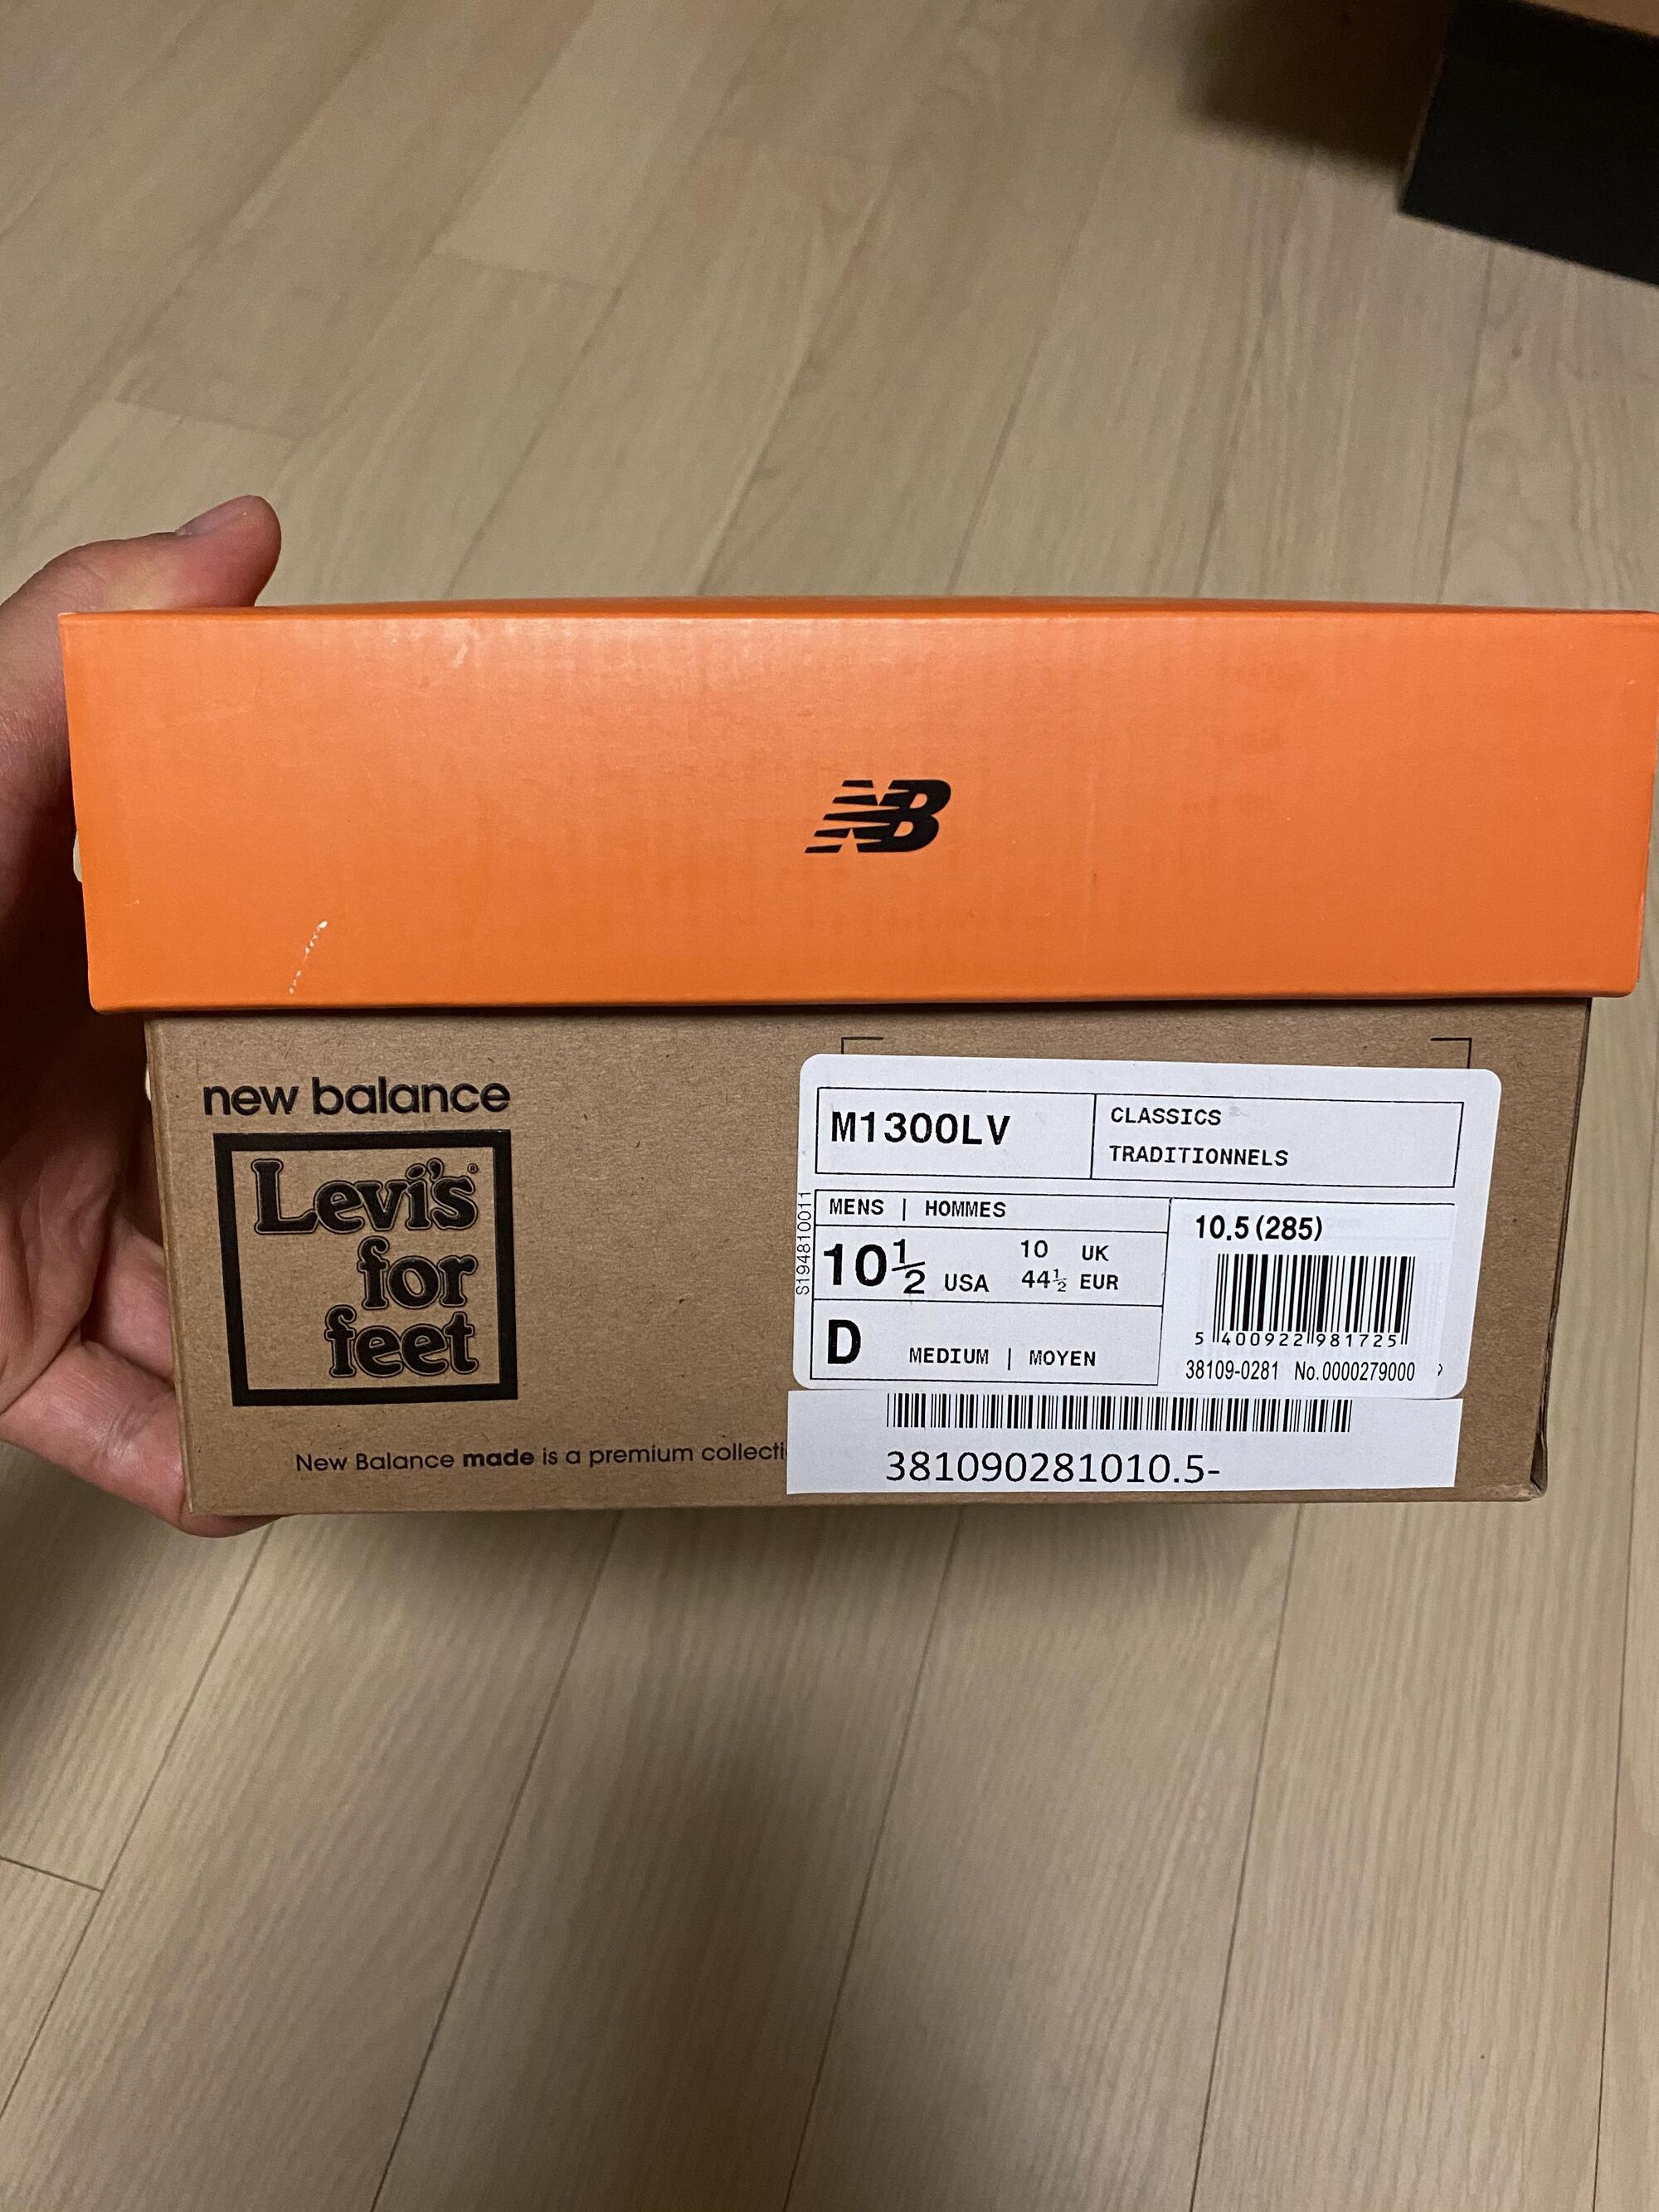 NB
new balance
Levi's®
for
feet
New Balance made is a premium collecti
M1300LV
CLASSICS
TRADITIONNELS
S194810011
MENS | HOMMES
10½ USA
10 UK
44½ EUR
D
MEDIUM | MOYEN
10.5(285)
5 400922 981725
38109-0281 No.0000279000
381090281010.5-